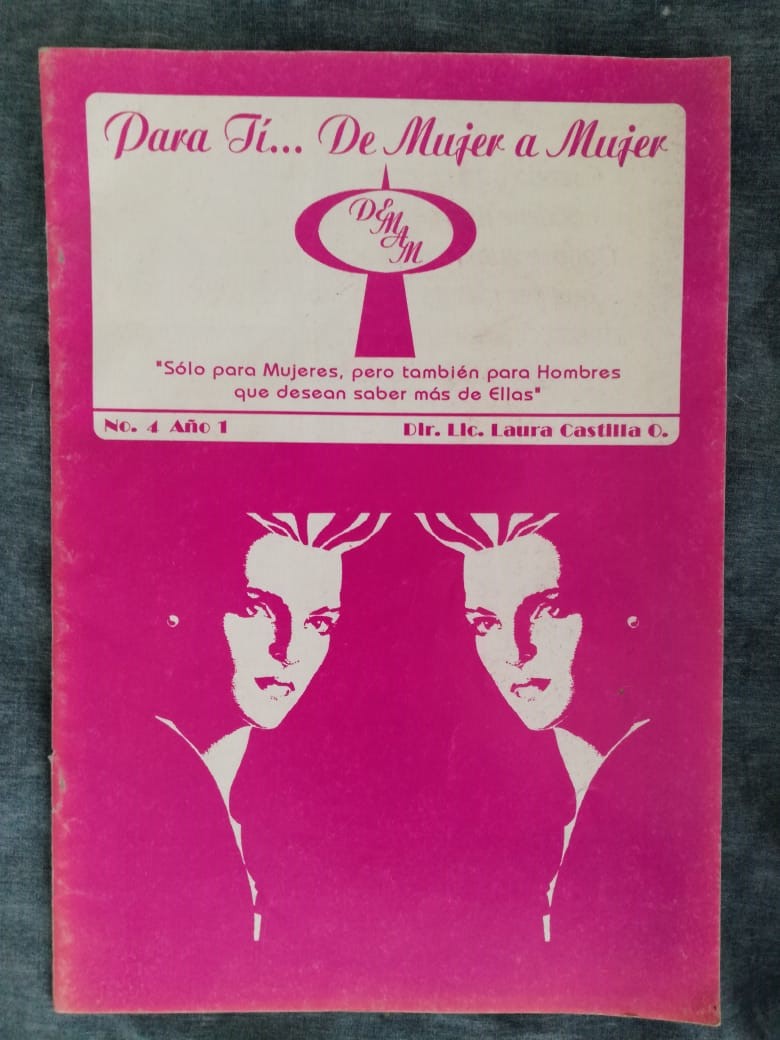 Para Tí... De Mujer a Mujer
DEMAM
"Sólo para Mujeres, pero también para Hombres
que desean saber más de Ellas"
No. 4 Año 1 Dir. Lic. Laura Castilla O.